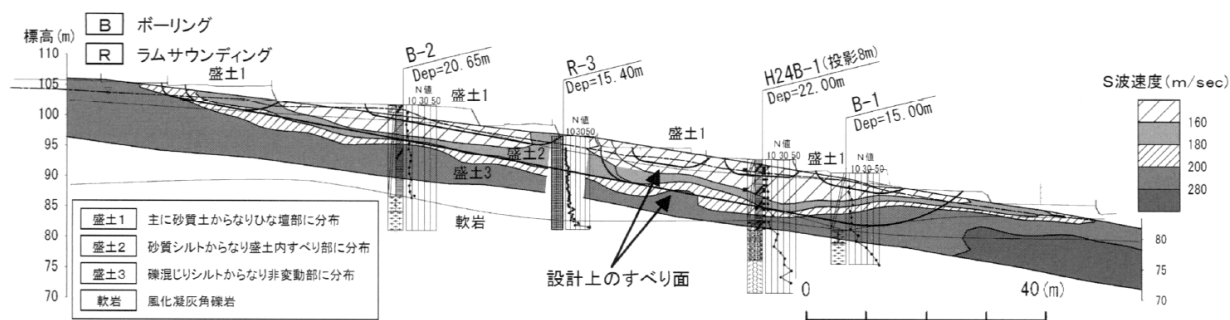 B ボーリング
R ラムサウンディング
標高(m)
110
105
100
95
90
85
80
75
70
盛土1
B-2
Dep=20.65m
N値
10 30 50
盛土1
R-3
Dep=15.40m
N値
10 30 50
盛土2
盛土3
軟岩
盛土1
H24B-1(投影8m)
Dep=22.00m
N値
10 30 50
盛土1
B-1
Dep=15.00m
N値
10 30 50
設計上のすべり面
S波速度(m/sec)
160
180
200
280
80
75
70
0 40(m)
盛土1 主に砂質土からなりひな壇部に分布
盛土2 砂質シルトからなり盛土内すべり部に分布
盛土3 礫混じりシルトからなり非変動部に分布
軟岩 風化凝灰角礫岩